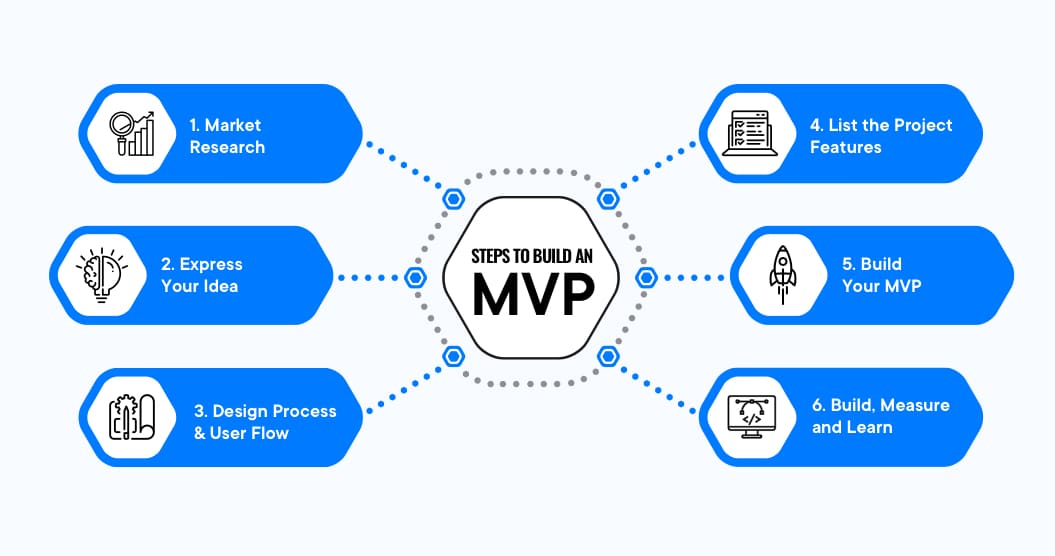 STEPS TO BUILD AN
MVP
1. Market
Research
2. Express
Your Idea
3. Design Process
& User Flow
4. List the Project
Features
5. Build
Your MVP
6. Build, Measure
and Learn
</>